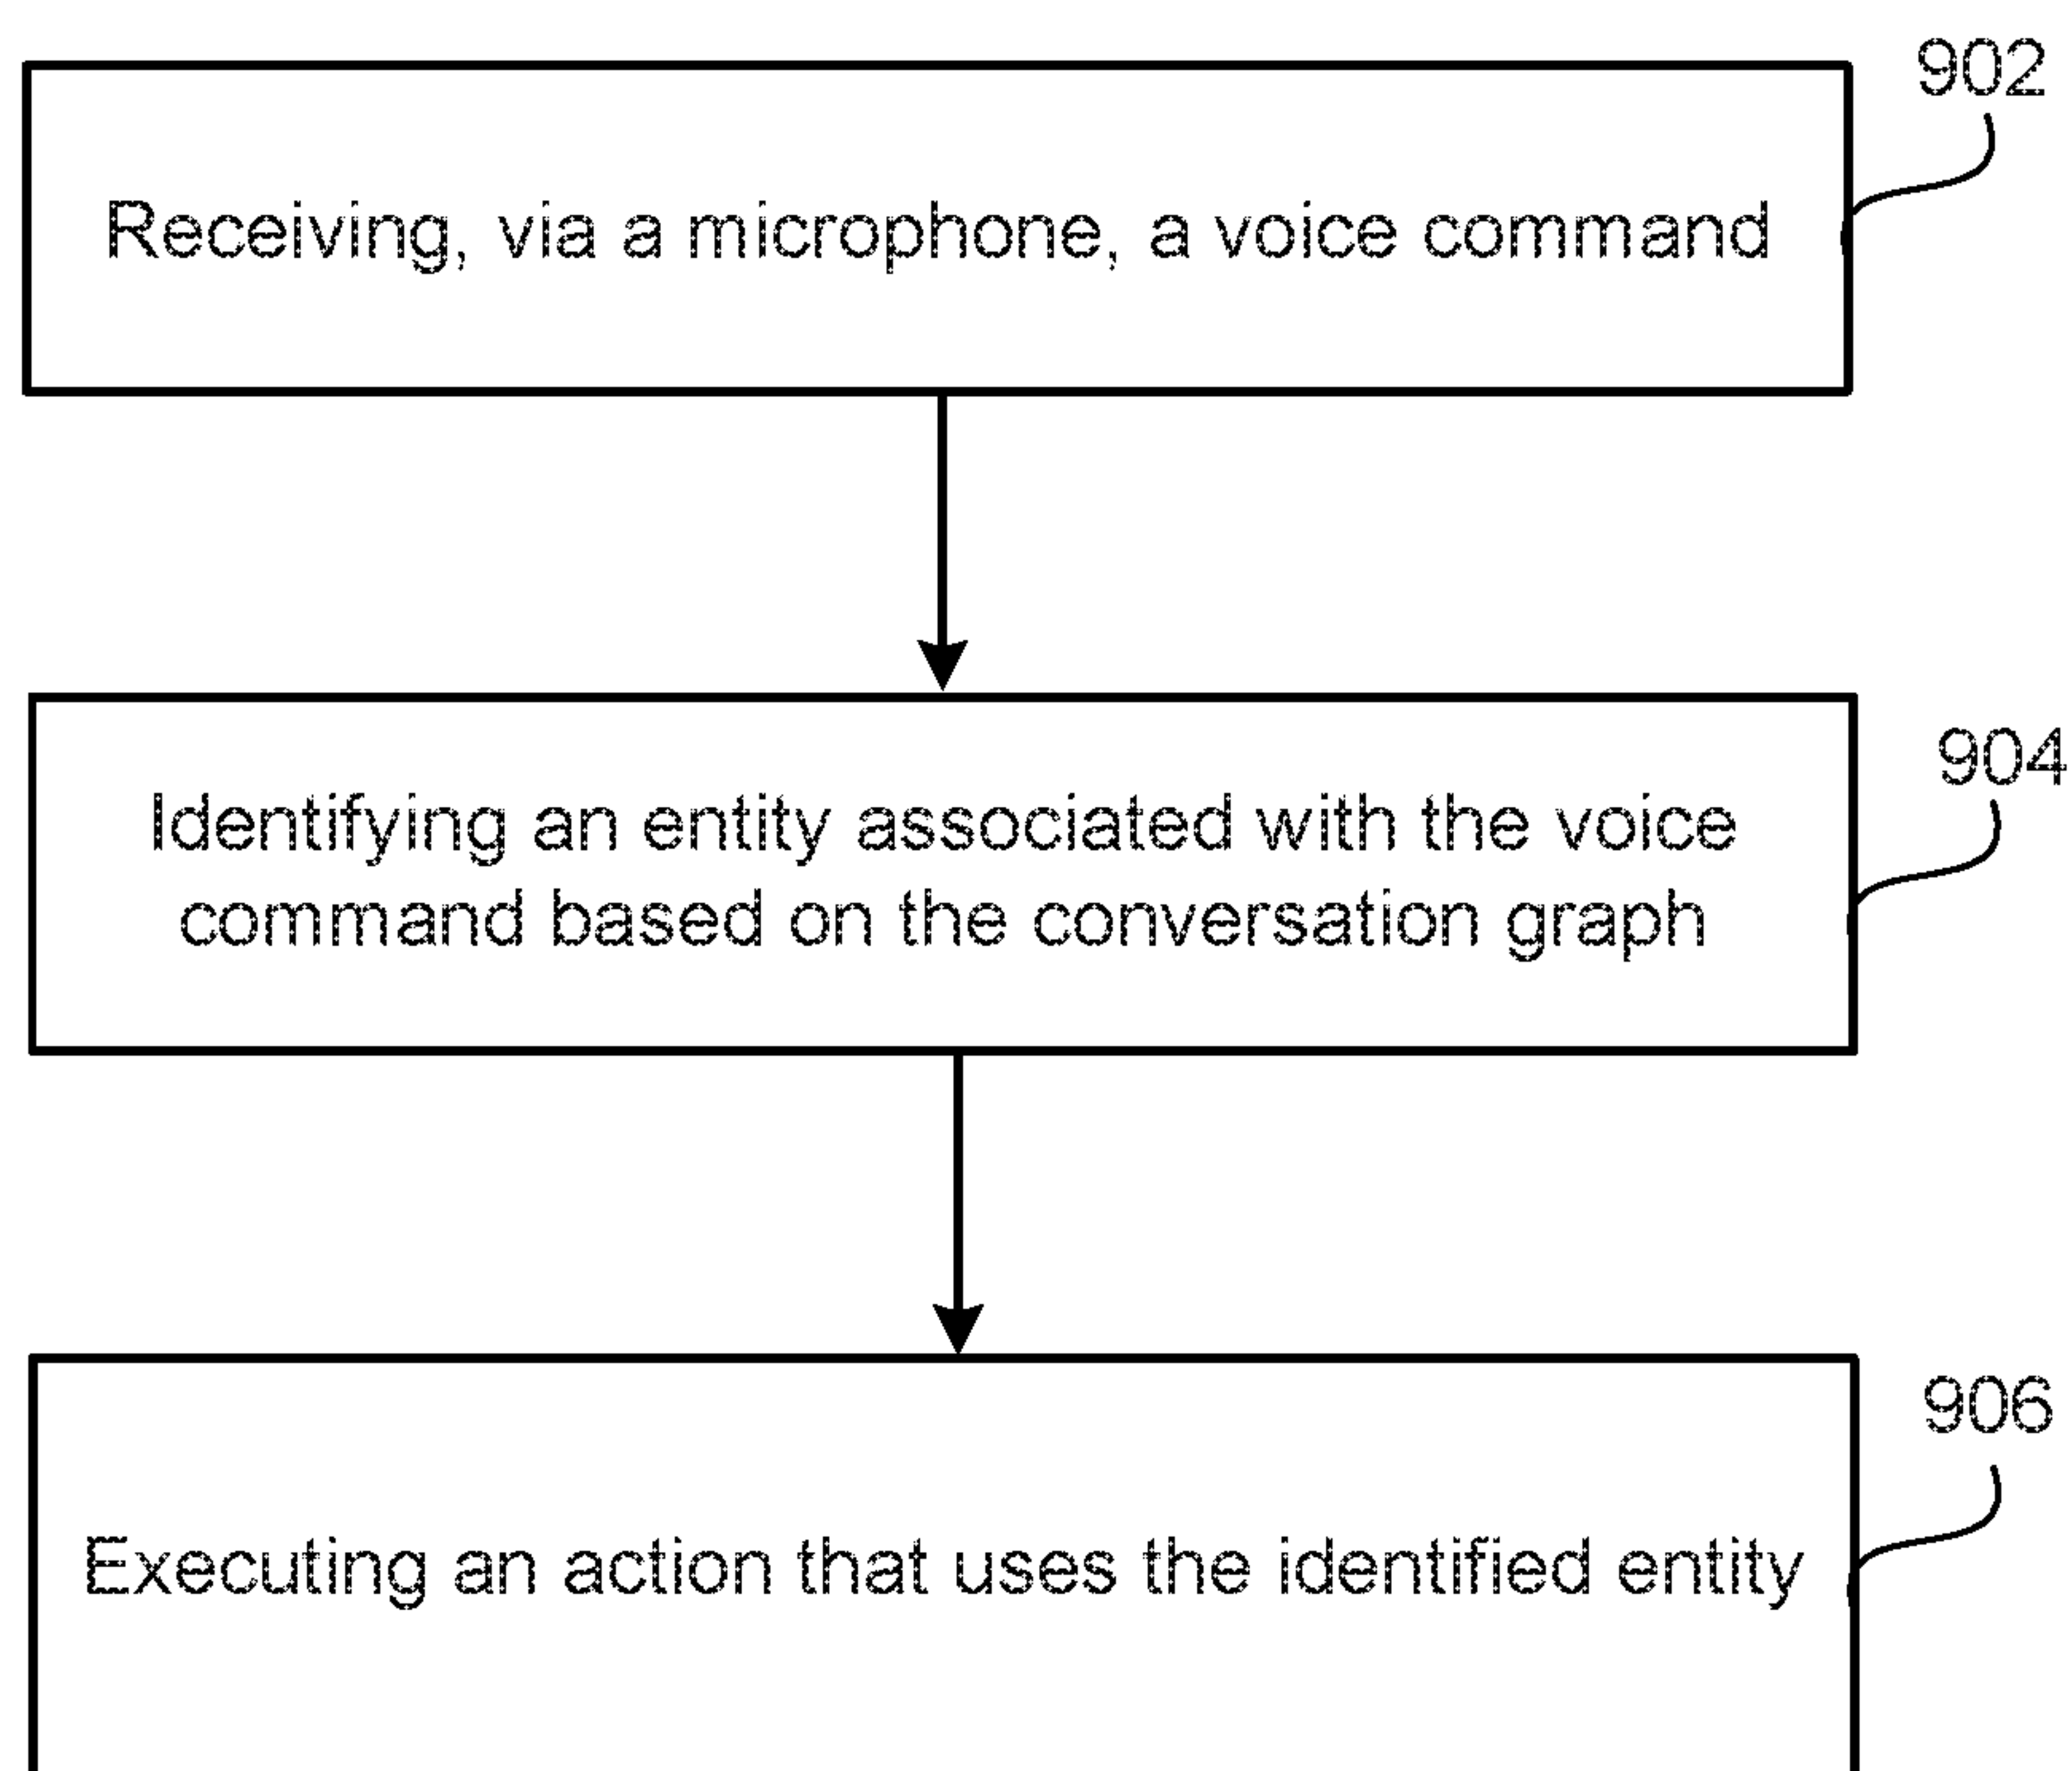 902
Receiving, via a microphone, a voice command
904
Identifying an entity associated with the voice
command based on the conversation graph
906
Executing an action that uses the identified entity